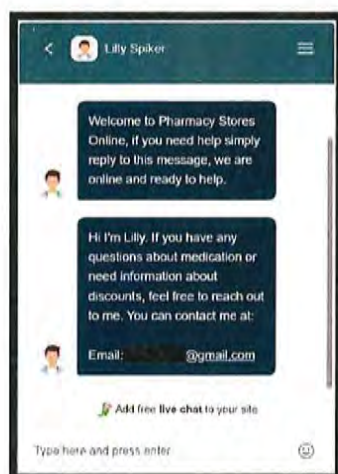 Lilly Spiker
Welcome to Pharmacy Stores
Online, if you need help simply
reply to this message, we are
online and ready to help.
Hi I'm Lilly. If you have any
questions about medication or
need information about
discounts, feel free to reach out
to me. You can contact me at:
Email: @gmail.com
Add free live chat to your site
Type here and press enter